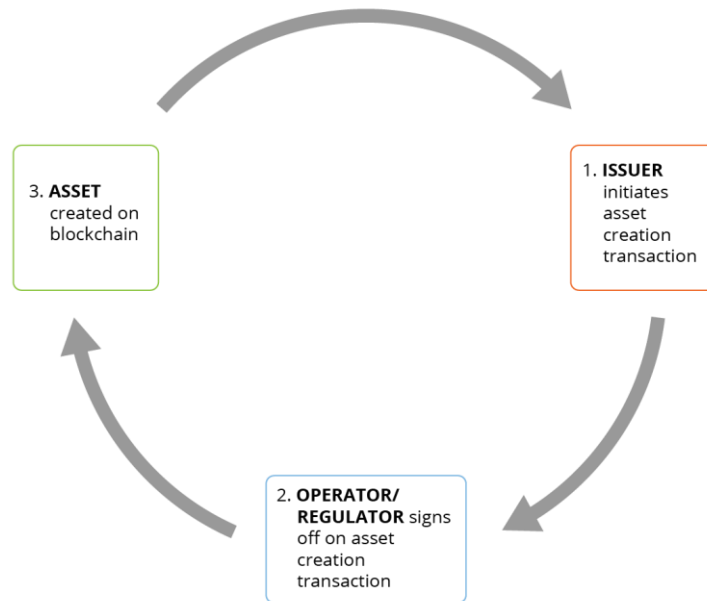 1. ISSUER
initiates
asset
creation
transaction
2. OPERATOR/
REGULATOR signs
off on asset
creation
transaction
3. ASSET
created on
blockchain